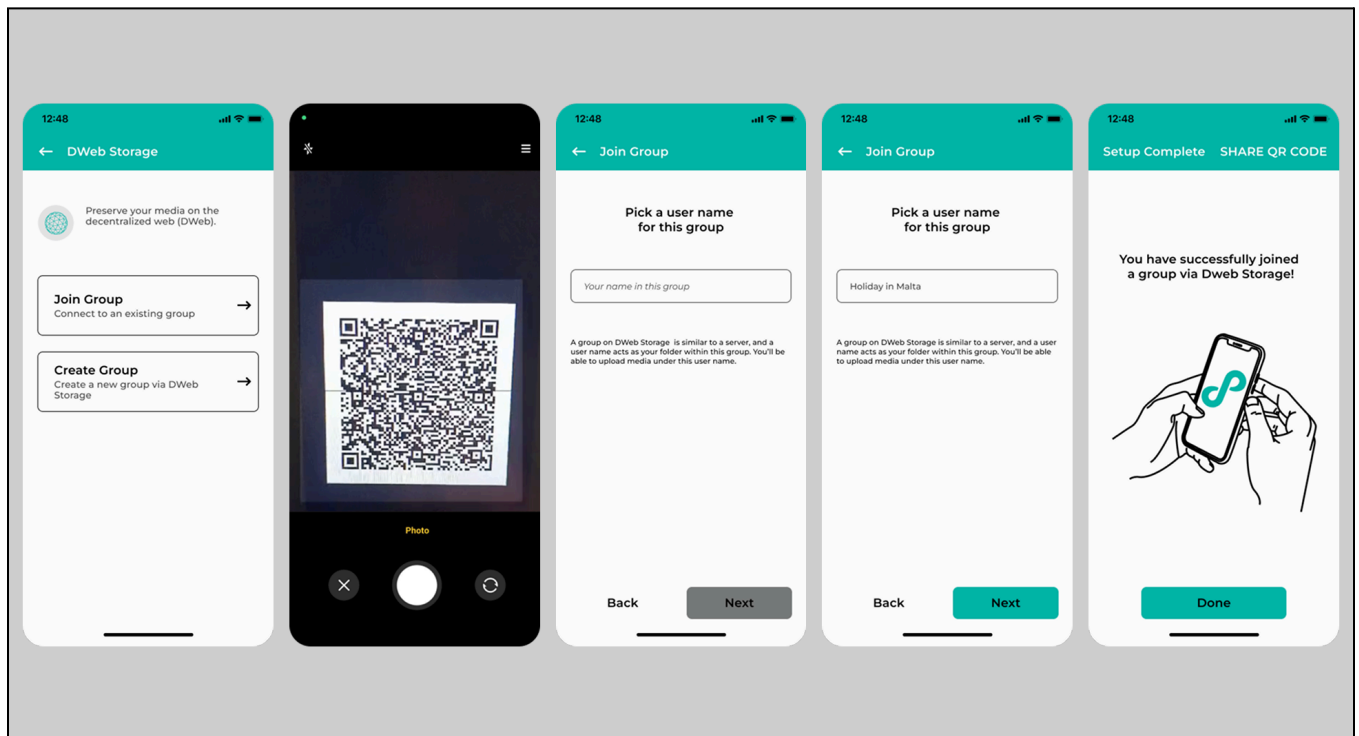 12:48
DWeb Storage
Preserve your media on the
decentralized web (DWeb).
Join Group
Connect to an existing group
Create Group
Create a new group via DWeb
Storage
Photo
12:48
Join Group
Pick a user name
for this group
Your name in this group
A group on DWeb Storage is similar to a server, and a
user name acts as your folder within this group. You'll be
able to upload media under this user name.
Back
Next
12:48
Join Group
Pick a user name
for this group
Holiday in Malta
A group on DWeb Storage is similar to a server, and a user
name acts as your folder within this group. You'll be able
to upload media under this user name.
Back
Next
12:48
Setup Complete SHARE QR CODE
You have successfully joined
a group via Dweb Storage!
Done